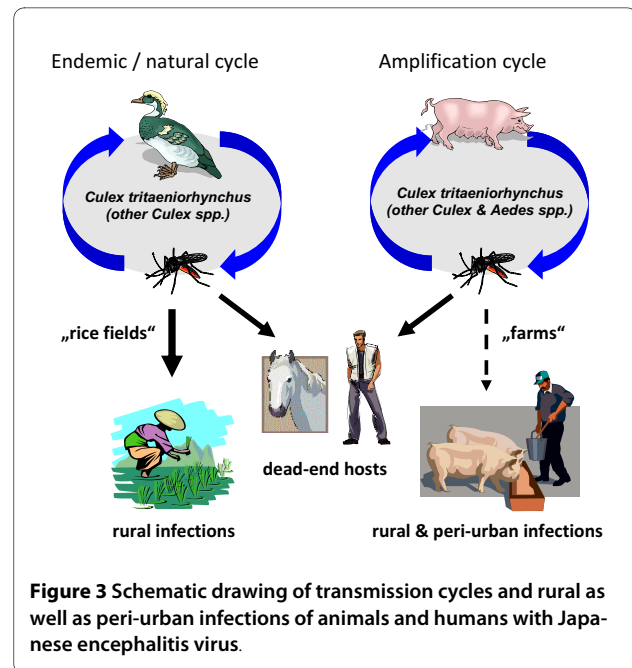 Endemic / natural cycle
Amplification cycle
Culex tritaeniorhynchus
(other Culex spp.)
Culex tritaeniorhynchus
(other Culex & Aedes spp.)
„rice fields“
„farms“
dead-end hosts
rural infections
rural & peri-urban infections
Figure 3 Schematic drawing of transmission cycles and rural as
well as peri-urban infections of animals and humans with Japa-
nese encephalitis virus.